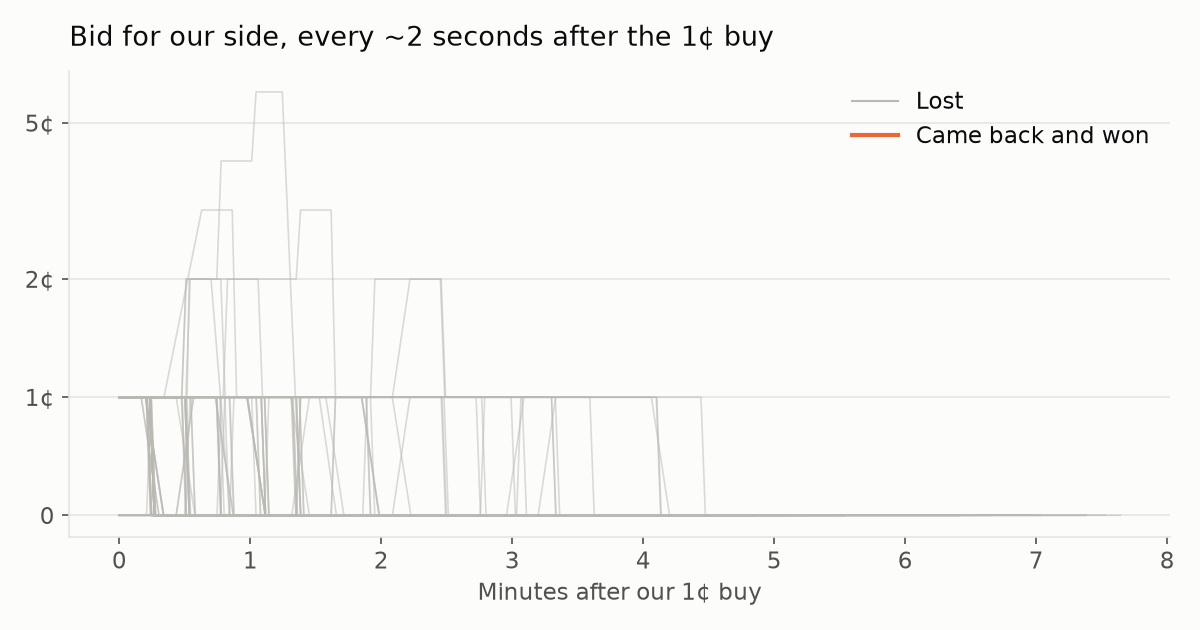 Bid for our side, every ~2 seconds after the 1¢ buy
Lost
Came back and won
5¢
2¢
1¢
0
0 1 2 3 4 5 6 7 8
Minutes after our 1¢ buy